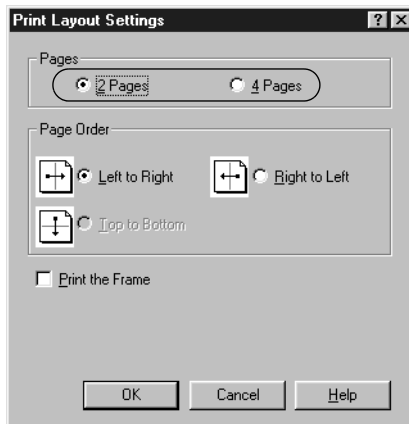 Print Layout Settings
Pages
2 Pages 4 Pages
Page Order
Left to Right Right to Left
Top to Bottom
Print the Frame
OK Cancel Help